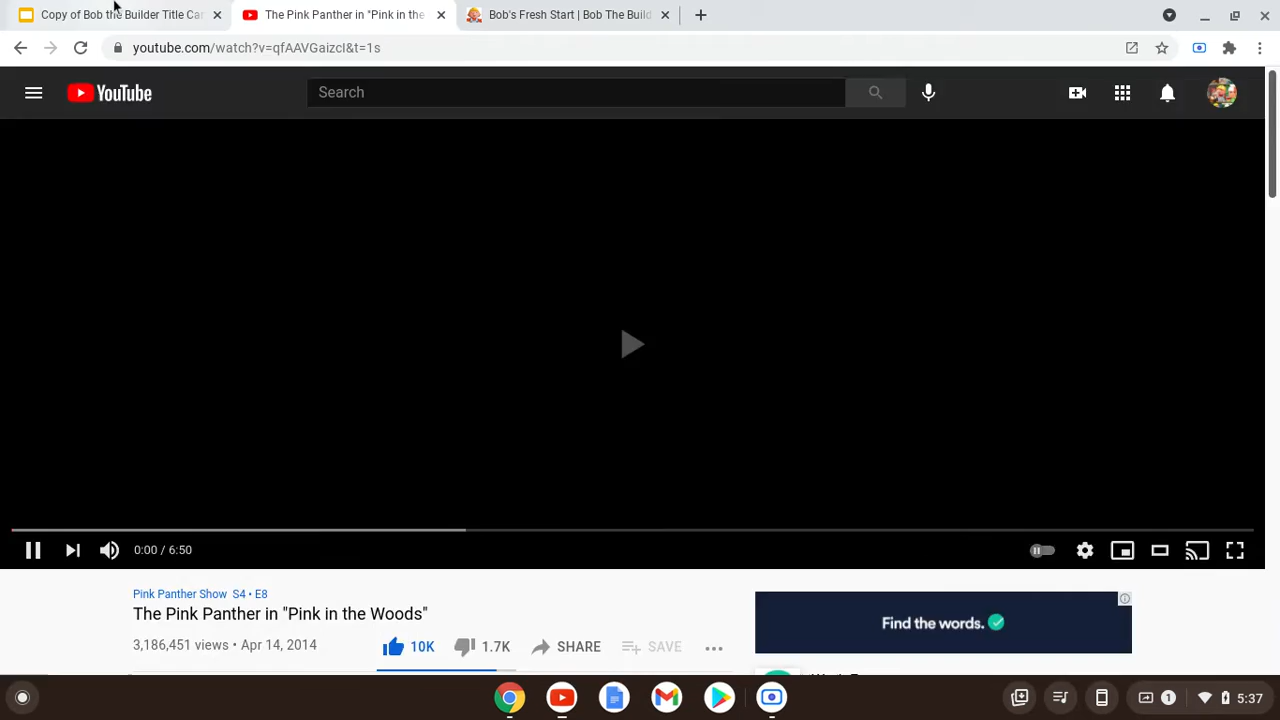 Copy of Bob the Builder Title Car
The Pink Panther in "Pink in the
Bob's Fresh Start | Bob The Build
youtube.com/watch?v=qfAAVGaizcI&t=1s
YouTube
Search
0:00 / 6:50
Pink Panther Show S4 • E8
The Pink Panther in "Pink in the Woods"
3,186,451 views • Apr 14, 2014
10K
1.7K
SHARE
SAVE
Find the words.
1
5:37